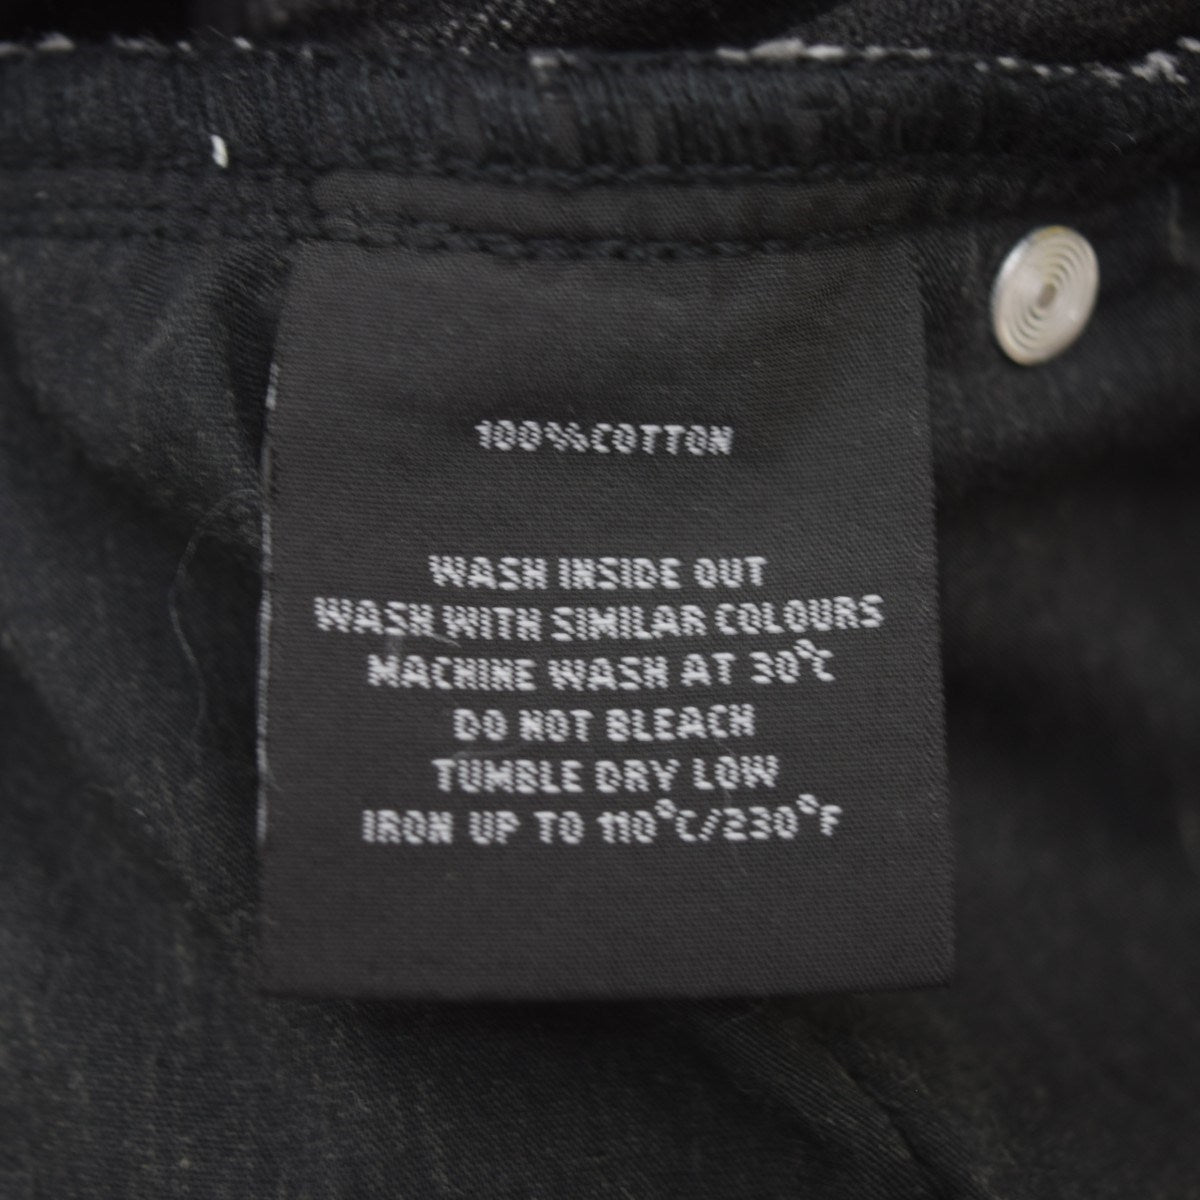 100%COTTON
WASH INSIDE OUT
WASH WITH SIMILAR COLOURS
MACHINE WASH AT 30°C
DO NOT BLEACH
TUMBLE DRY LOW
IRON UP TO 110°C/230°F